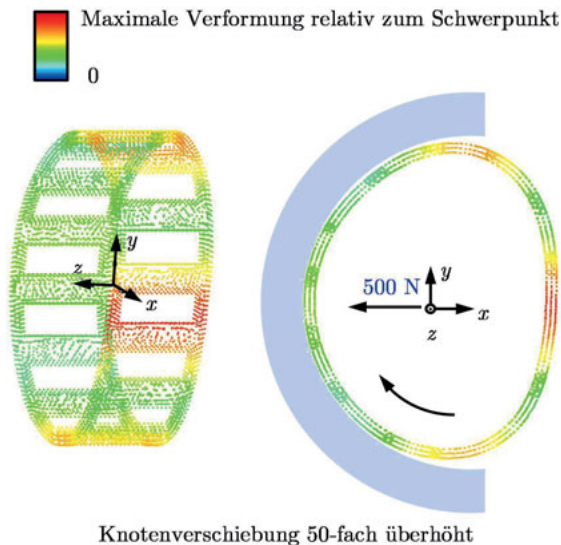 Maximale Verformung relativ zum Schwerpunkt
0
y
z
x
500 N
y
x
z
Knotenverschiebung 50-fach überhöht